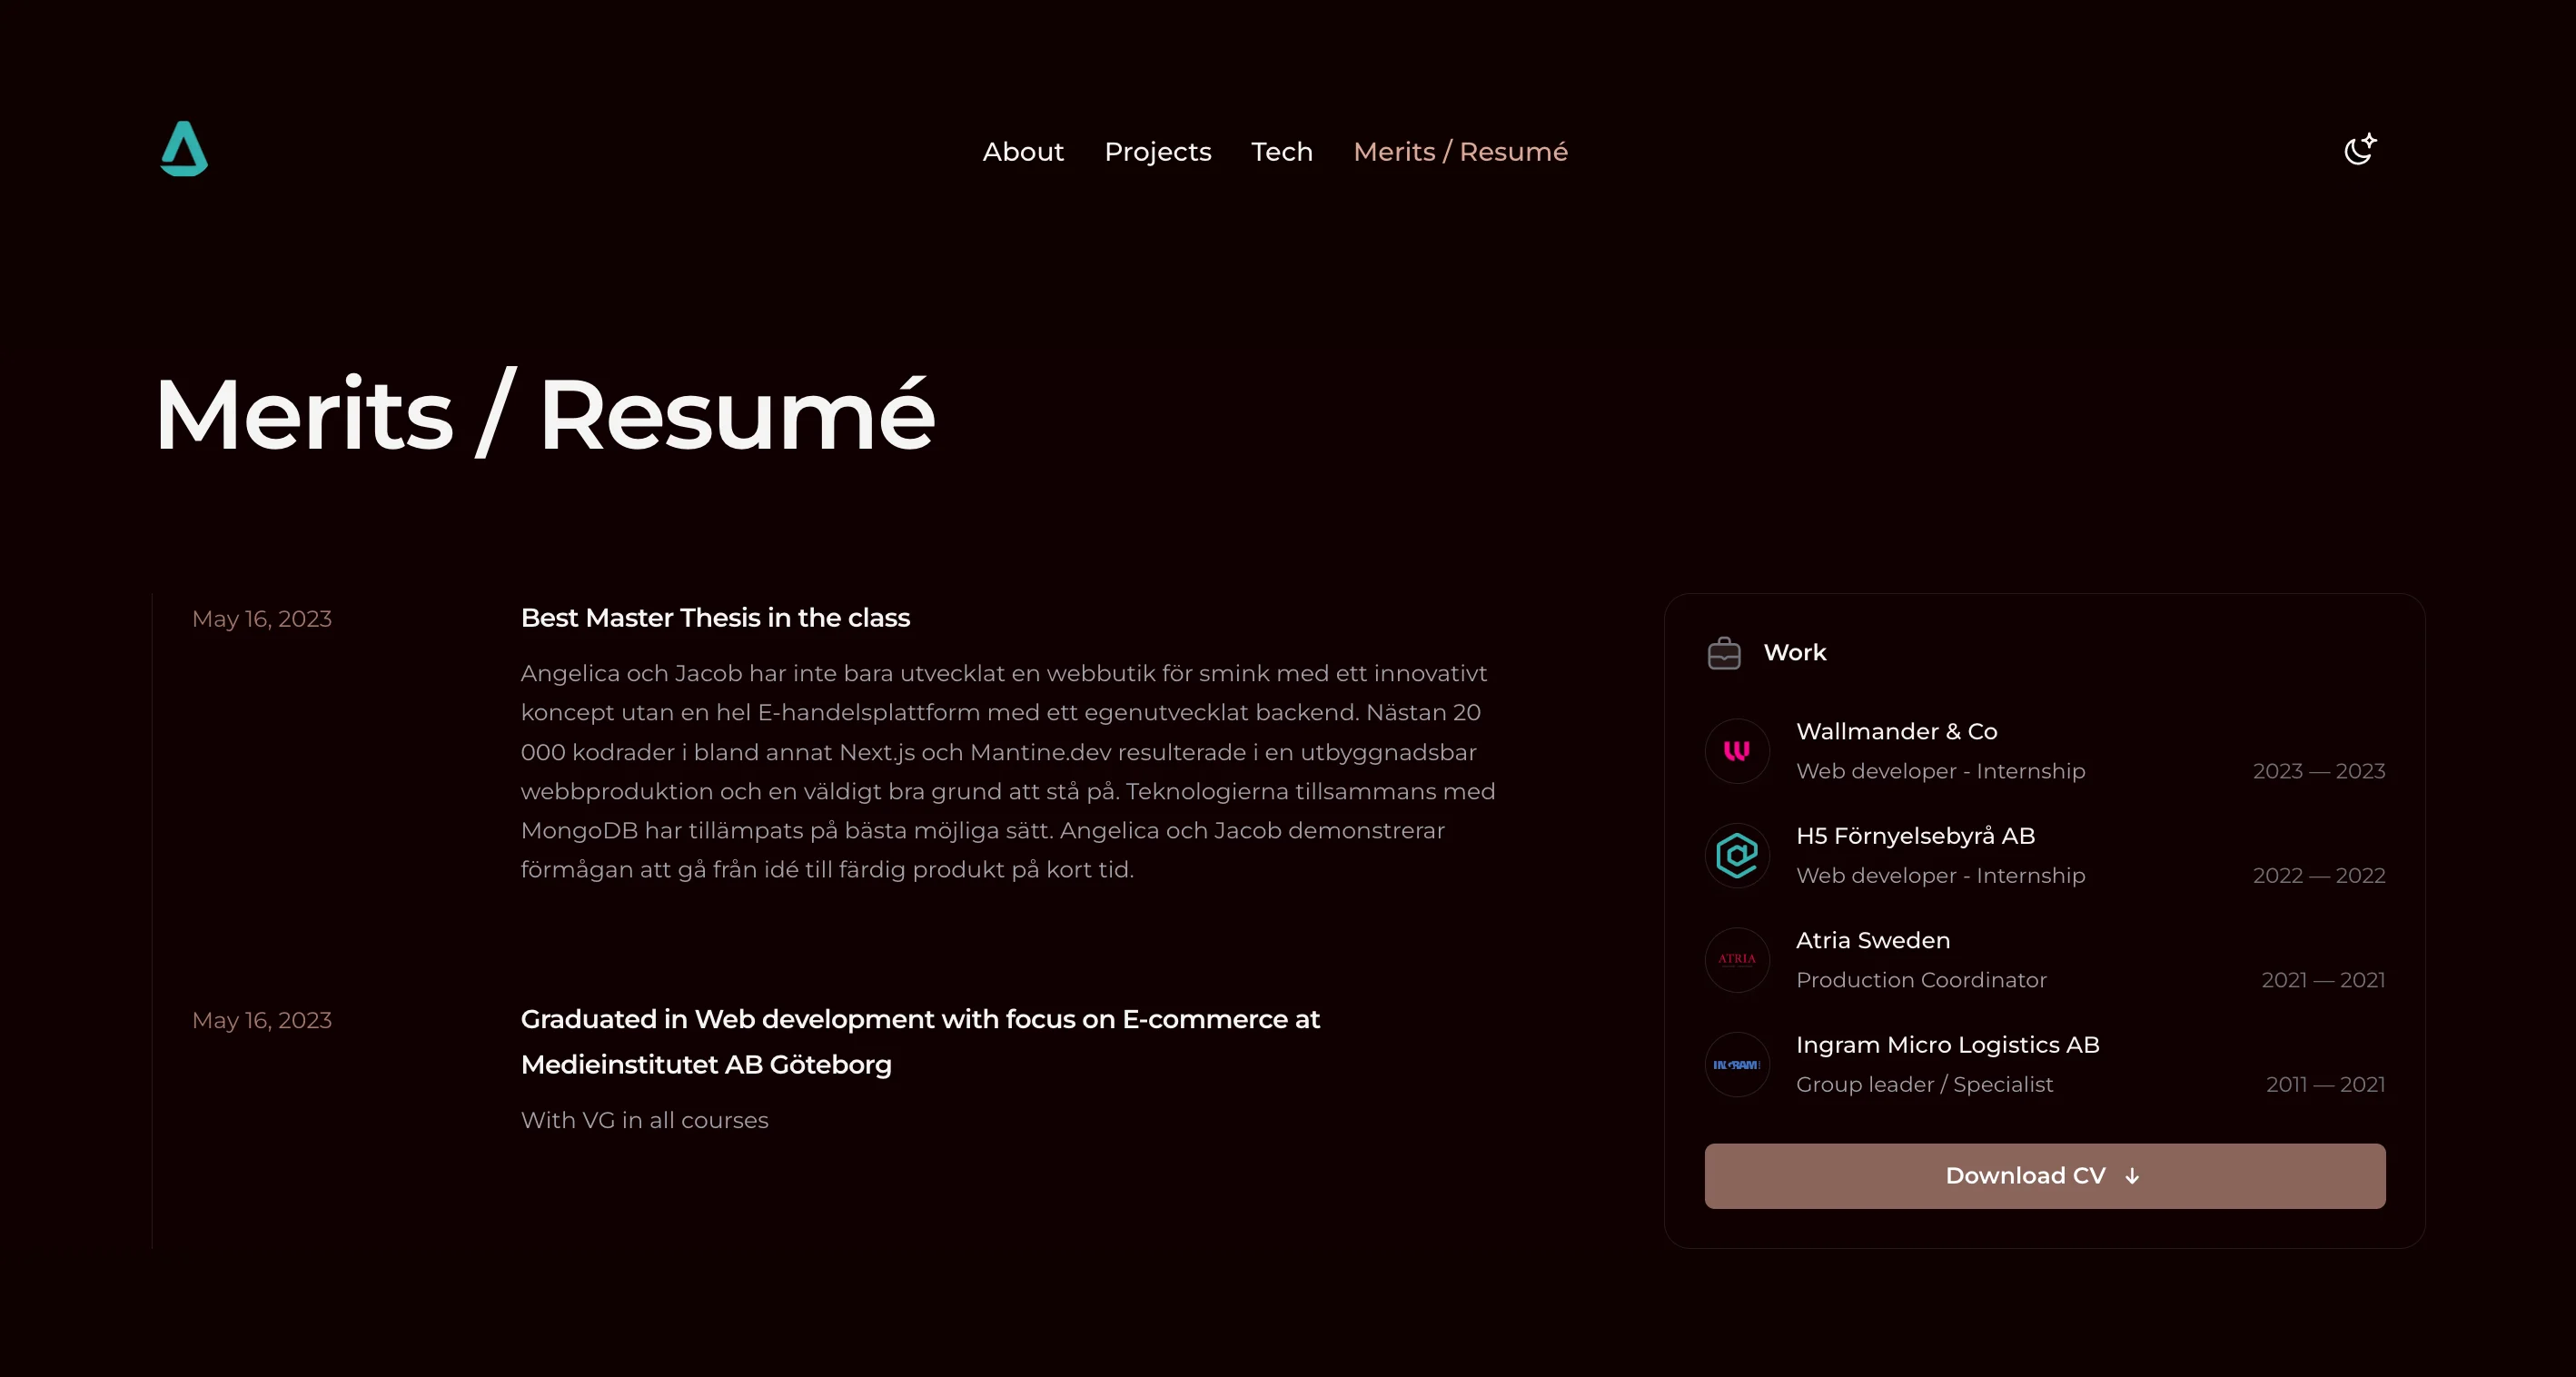 About Projects Tech Merits / Resumé
Merits / Resumé
May 16, 2023
Best Master Thesis in the class
Angelica och Jacob har inte bara utvecklat en webbutik för smink med ett innovativt
koncept utan en hel E-handelsplattform med ett egenutvecklat backend. Nästan 20
000 kodrader i bland annat Next.js och Mantine.dev resulterade i en utbyggnadsbar
webbproduktion och en väldigt bra grund att stå på. Teknologierna tillsammans med
MongoDB har tillämpats på bästa möjliga sätt. Angelica och Jacob demonstrerar
förmågan att gå från idé till färdig produkt på kort tid.
May 16, 2023
Graduated in Web development with focus on E-commerce at
Medieinstitutet AB Göteborg
With VG in all courses
Work
Wallmander & Co
Web developer - Internship 2023 — 2023
H5 Förnyelsebyrå AB
Web developer - Internship 2022 — 2022
ATRIA
Atria Sweden
Production Coordinator 2021 — 2021
INGRAM
Ingram Micro Logistics AB
Group leader / Specialist 2011 — 2021
Download CV ↓